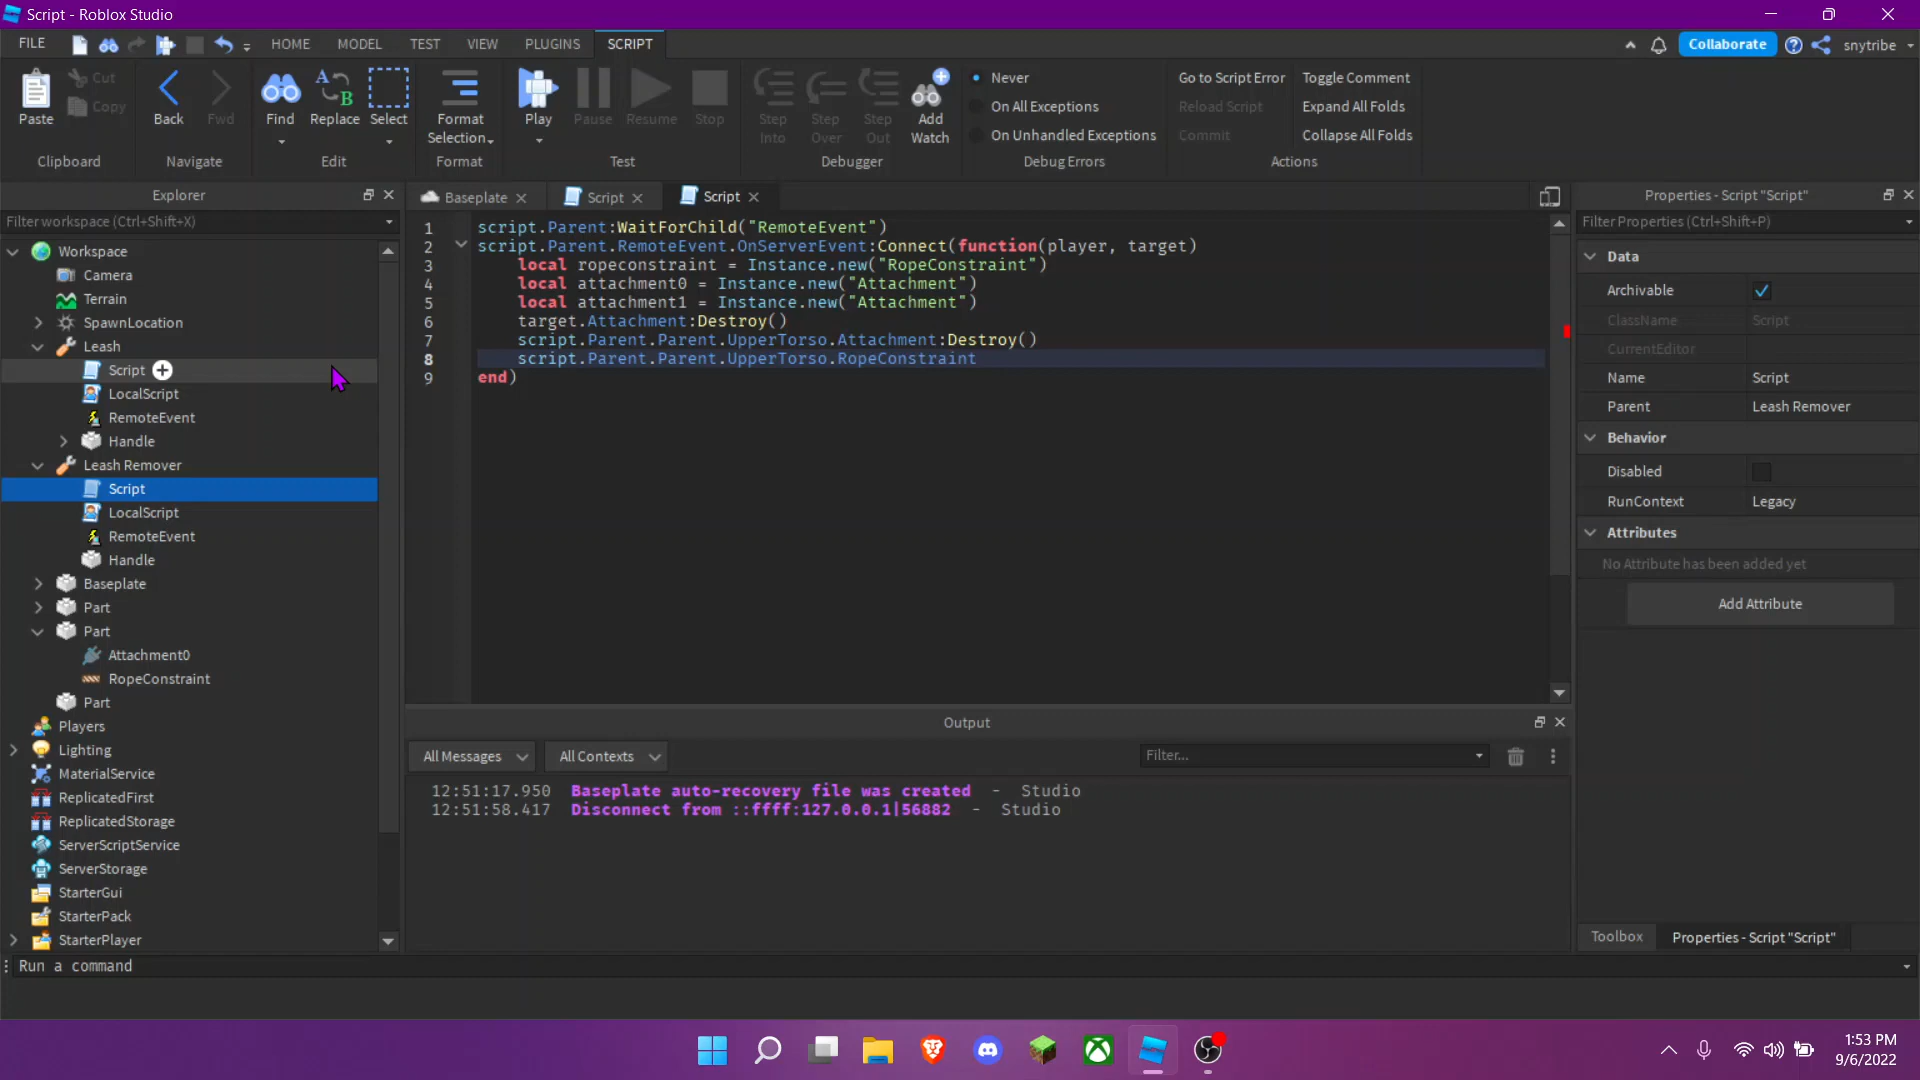 Script - Roblox Studio
FILE
HOME
MODEL
TEST
VIEW
PLUGINS
SCRIPT
Collaborate
snytribe
Paste
Cut
Copy
Clipboard
Back
Fwd
Navigate
Find
Replace
Select
Edit
Format
Selection
Format
Play
Pause
Resume
Stop
Test
Step
Into
Step
Over
Step
Out
Add
Watch
Debugger
Never
On All Exceptions
On Unhandled Exceptions
Debug Errors
Go to Script Error
Reload Script
Commit
Toggle Comment
Expand All Folds
Collapse All Folds
Actions
Explorer
Filter workspace (Ctrl+Shift+X)
Workspace
Camera
Terrain
SpawnLocation
Leash
Script
LocalScript
RemoteEvent
Handle
Leash Remover
Script
LocalScript
RemoteEvent
Handle
Baseplate
Part
Part
Attachment0
RopeConstraint
Part
Players
Lighting
MaterialService
ReplicatedFirst
ReplicatedStorage
ServerScriptService
ServerStorage
StarterGui
StarterPack
StarterPlayer
Baseplate
Script
Script
1 script.Parent:WaitForChild("RemoteEvent")
2 script.Parent.RemoteEvent.OnServerEvent:Connect(function(player, target)
3 local ropeconstraint = Instance.new("RopeConstraint")
4 local attachment0 = Instance.new("Attachment")
5 local attachment1 = Instance.new("Attachment")
6 target.Attachment:Destroy()
7 script.Parent.Parent.UpperTorso.Attachment:Destroy()
8 script.Parent.Parent.UpperTorso.RopeConstraint
9 end)
Output
All Messages
All Contexts
Filter...
12:51:17.950 Baseplate auto-recovery file was created - Studio
12:51:58.417 Disconnect from ::ffff:127.0.0.1|56882 - Studio
Properties - Script "Script"
Filter Properties (Ctrl+Shift+P)
Data
Archivable
ClassName Script
CurrentEditor
Name Script
Parent Leash Remover
Behavior
Disabled
RunContext Legacy
Attributes
No Attribute has been added yet
Add Attribute
Toolbox
Properties - Script "Script"
Run a command
1:53 PM
9/6/2022